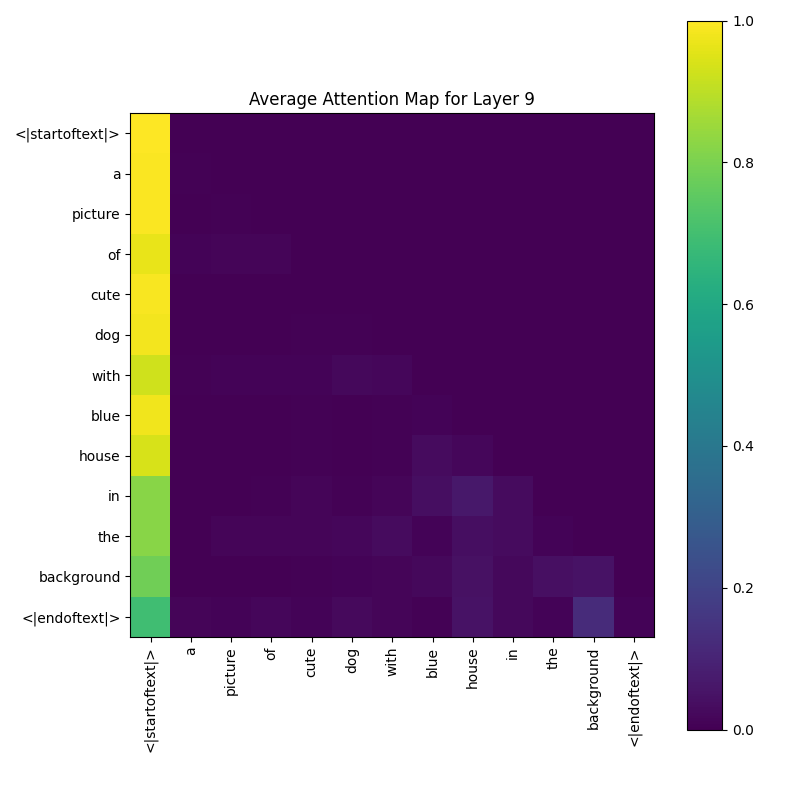 Average Attention Map for Layer 9
<|startoftext|>
a
picture
of
cute
dog
with
blue
house
in
the
background
<|endoftext|>
<|startoftext|>
a
picture
of
cute
dog
with
blue
house
in
the
background
<|endoftext|>
1.0
0.8
0.6
0.4
0.2
0.0